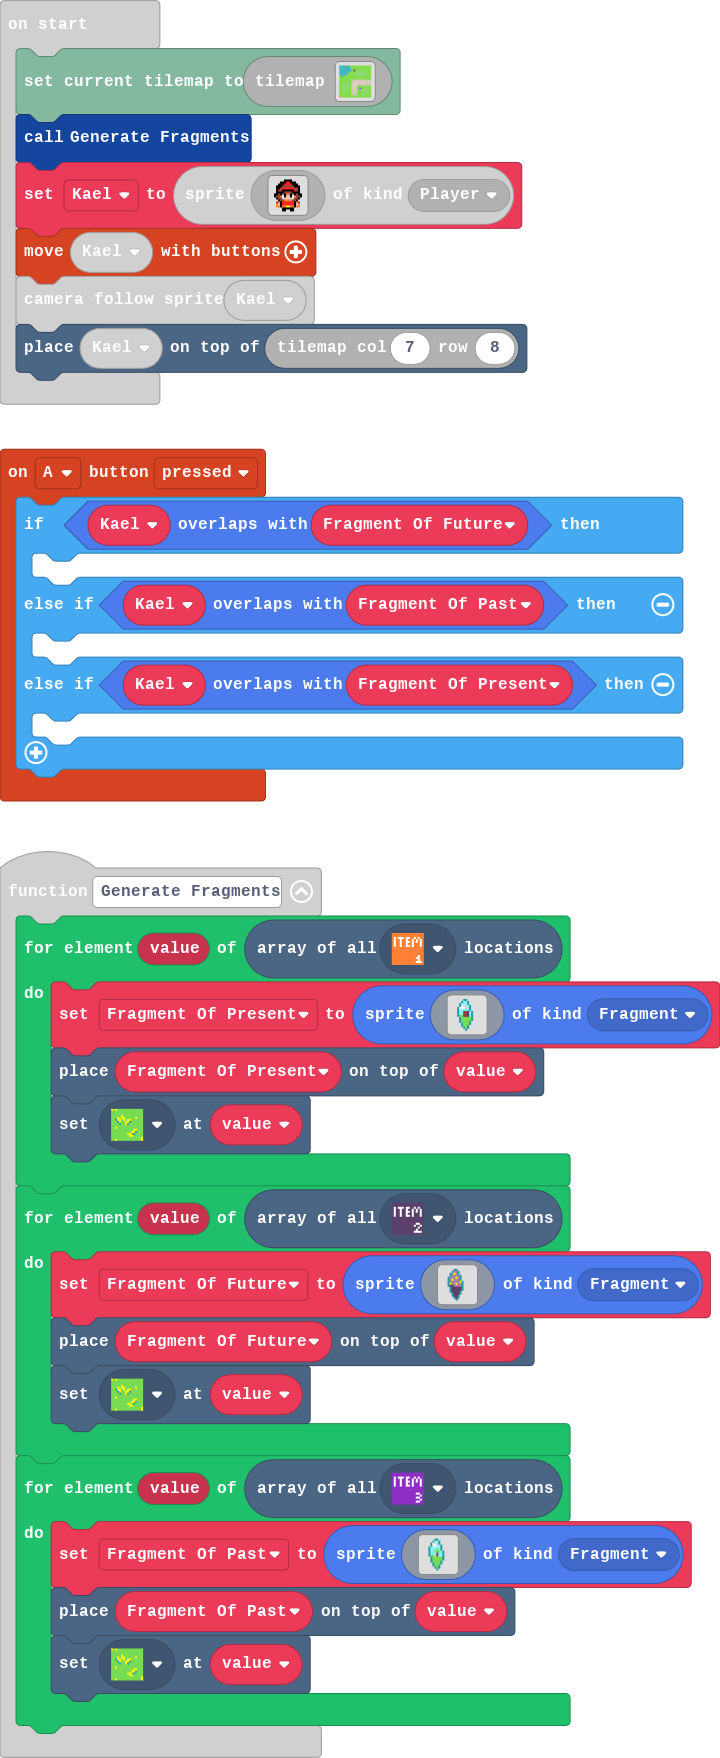 on start
set current tilemap to tilemap
call Generate Fragments
set Kael to sprite of kind Player
move Kael with buttons
camera follow sprite Kael
place Kael on top of tilemap col 7 row 8
on A button pressed
if Kael overlaps with Fragment Of Future then
else if Kael overlaps with Fragment Of Past then
else if Kael overlaps with Fragment Of Present then
function Generate Fragments
for element value of array of all ITEM 1 locations
do
set Fragment Of Present to sprite of kind Fragment
place Fragment Of Present on top of value
set at value
for element value of array of all ITEM 2 locations
do
set Fragment Of Future to sprite of kind Fragment
place Fragment Of Future on top of value
set at value
for element value of array of all ITEM 3 locations
do
set Fragment Of Past to sprite of kind Fragment
place Fragment Of Past on top of value
set at value